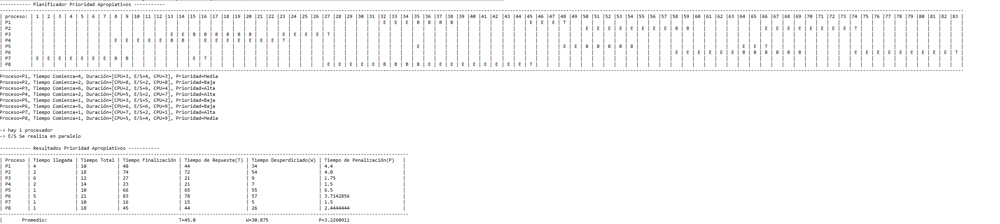 ----------- Planificador Prioridad Apropiativos -----------
| proceso: | 1 | 2 | 3 | 4 | 5 | 6 | 7 | 8 | 9 |10 |11 |12 |13 |14 |15 |16 |17 |18 |19 |20 |21 |22 |23 |24 |25 |26 |27 |28 |29 |30 |31 |32 |33 |34 |35 |36 |37 |38 |39 |40 |41 |42 |43 |44 |45 |46 |47 |48 |49 |50 |51 |52 |53 |54 |55 |56 |57 |58 |59 |60 |61 |62 |63 |64 |65 |66 |67 |68 |69 |70 |71 |72 |73 |74 |75 |76 |77 |78 |79 |80 |81 |82 |83 |
| P1 | E | E | E | B | B | B | B | E | E | E | T |
| P2 | E | E | E | E | E | E | E | E | B | B | E | E | E | E | E | E | E | E | T |
| P3 | E | E | B | B | B | B | B | B | E | E | E | E | T |
| P4 | E | E | E | E | E | B | B | E | E | E | E | E | E | E | T |
| P5 | E | E | E | B | B | B | B | B | E | E | T |
| P6 | E | E | E | E | E | E | B | B | B | B | B | B | E | E | E | E | E | E | E | E | E | T |
| P7 | E | E | E | E | E | E | E | B | B | E | T |
| P8 | E | E | E | E | E | B | B | B | B | E | E | E | E | E | E | E | E | E | T |
Proceso=P1, Tiempo Comienza=4, Duración=[CPU=3, E/S=4, CPU=3], Prioridad=Media
Proceso=P2, Tiempo Comienza=2, Duración=[CPU=8, E/S=2, CPU=8], Prioridad=Baja
Proceso=P3, Tiempo Comienza=6, Duración=[CPU=2, E/S=6, CPU=4], Prioridad=Alta
Proceso=P4, Tiempo Comienza=2, Duración=[CPU=5, E/S=2, CPU=7], Prioridad=Alta
Proceso=P5, Tiempo Comienza=1, Duración=[CPU=3, E/S=5, CPU=2], Prioridad=Baja
Proceso=P6, Tiempo Comienza=5, Duración=[CPU=6, E/S=6, CPU=9], Prioridad=Baja
Proceso=P7, Tiempo Comienza=1, Duración=[CPU=7, E/S=2, CPU=1], Prioridad=Alta
Proceso=P8, Tiempo Comienza=1, Duración=[CPU=5, E/S=4, CPU=9], Prioridad=Media
-> hay 1 procesador
-> E/S Se realiza en paralelo
----------- Resultados Prioridad Apropiativos -----------
| Proceso | Tiempo llegada | Tiempo Total | Tiempo Finalización | Tiempo de Repuesta(T) | Tiempo Desperdiciado(W) | Tiempo de Penalización(P) |
| P1 | 4 | 10 | 48 | 44 | 34 | 4.4 |
| P2 | 2 | 18 | 74 | 72 | 54 | 4.0 |
| P3 | 6 | 12 | 27 | 21 | 9 | 1.75 |
| P4 | 2 | 14 | 23 | 21 | 7 | 1.5 |
| P5 | 1 | 10 | 66 | 65 | 55 | 6.5 |
| P6 | 5 | 21 | 83 | 78 | 57 | 3.7142856 |
| P7 | 1 | 10 | 16 | 15 | 5 | 1.5 |
| P8 | 1 | 18 | 45 | 44 | 26 | 2.4444444 |
| Promedio: T=45.0 W=30.875 P=3.2260911